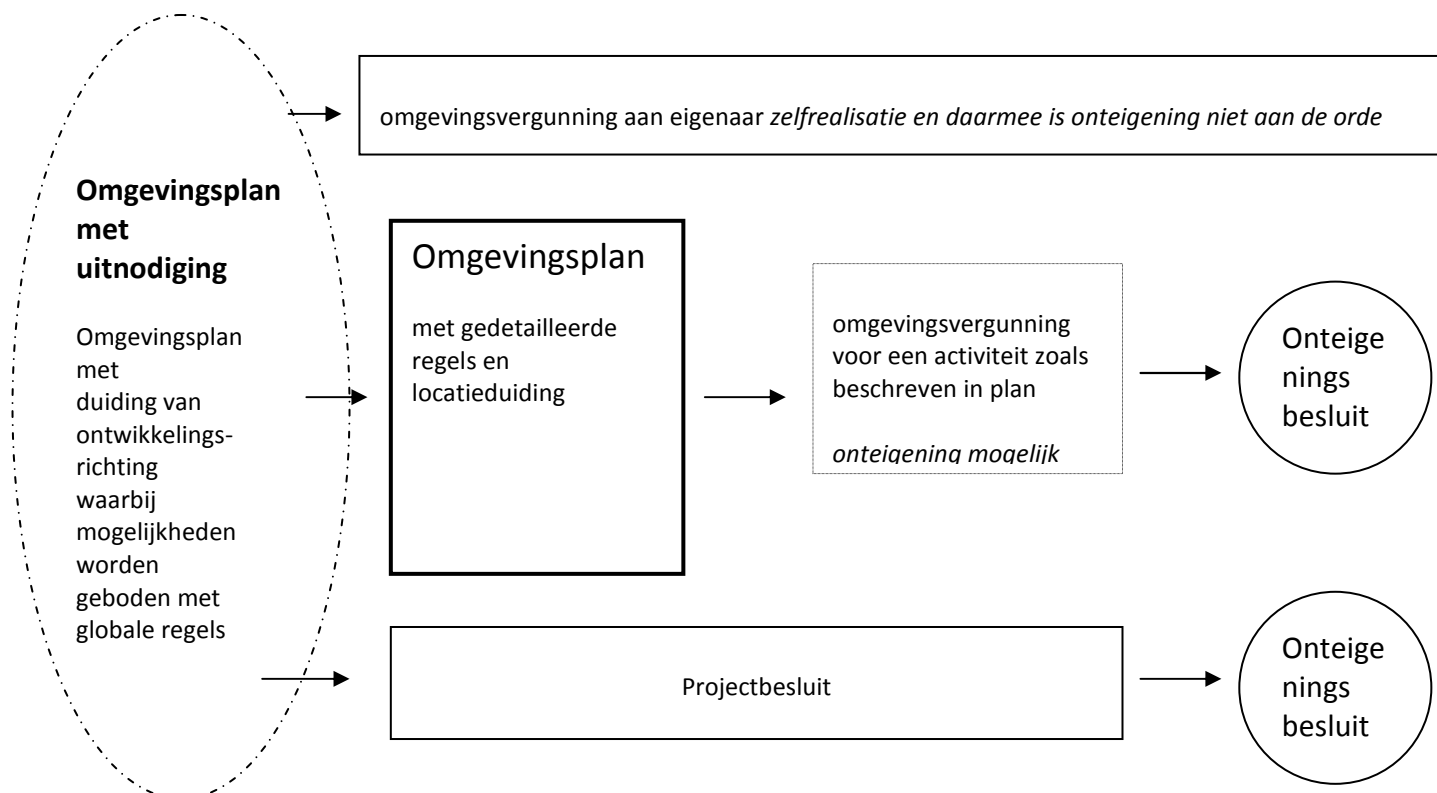 omgevingsvergunning aan eigenaar zelfrealisatie en daarmee is onteigening niet aan de orde
Omgevingsplan
met
uitnodiging
Omgevingsplan
met
duiding van
ontwikkelings-
richting
waarbij
mogelijkheden
worden
geboden met
globale regels
Omgevingsplan
met gedetailleerde
regels en
locatieduiding
omgevingsvergunning
voor een activiteit zoals
beschreven in plan
onteigening mogelijk
Onteige
nings
besluit
Projectbesluit
Onteige
nings
besluit